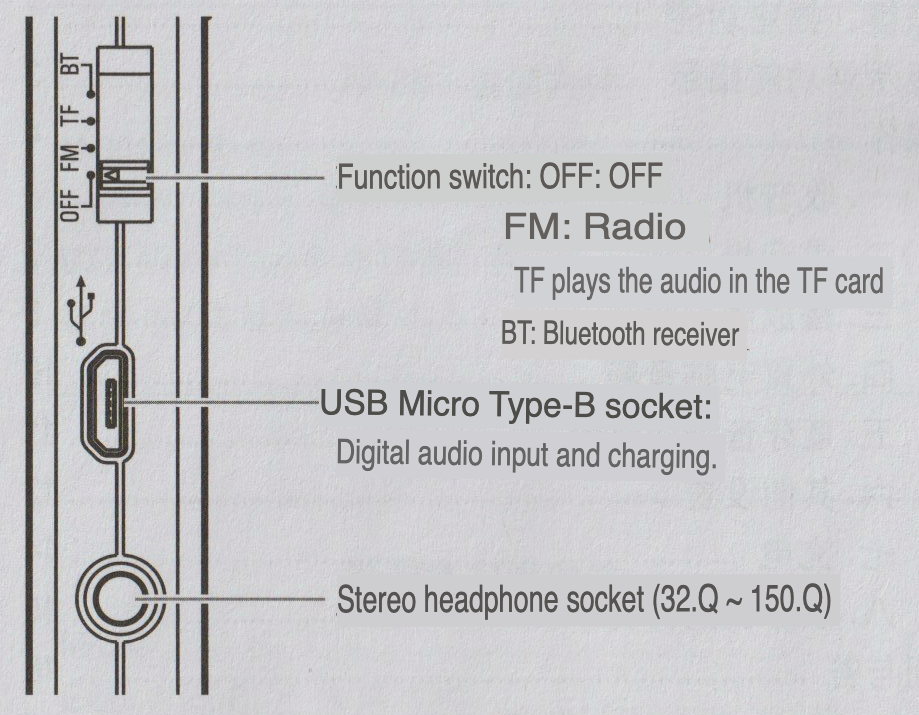 BT
TF
FM
OFF
Function switch: OFF: OFF
FM: Radio
TF plays the audio in the TF card
BT: Bluetooth receiver
USB Micro Type-B socket:
Digital audio input and charging.
Stereo headphone socket (32.Q ~ 150.Q)